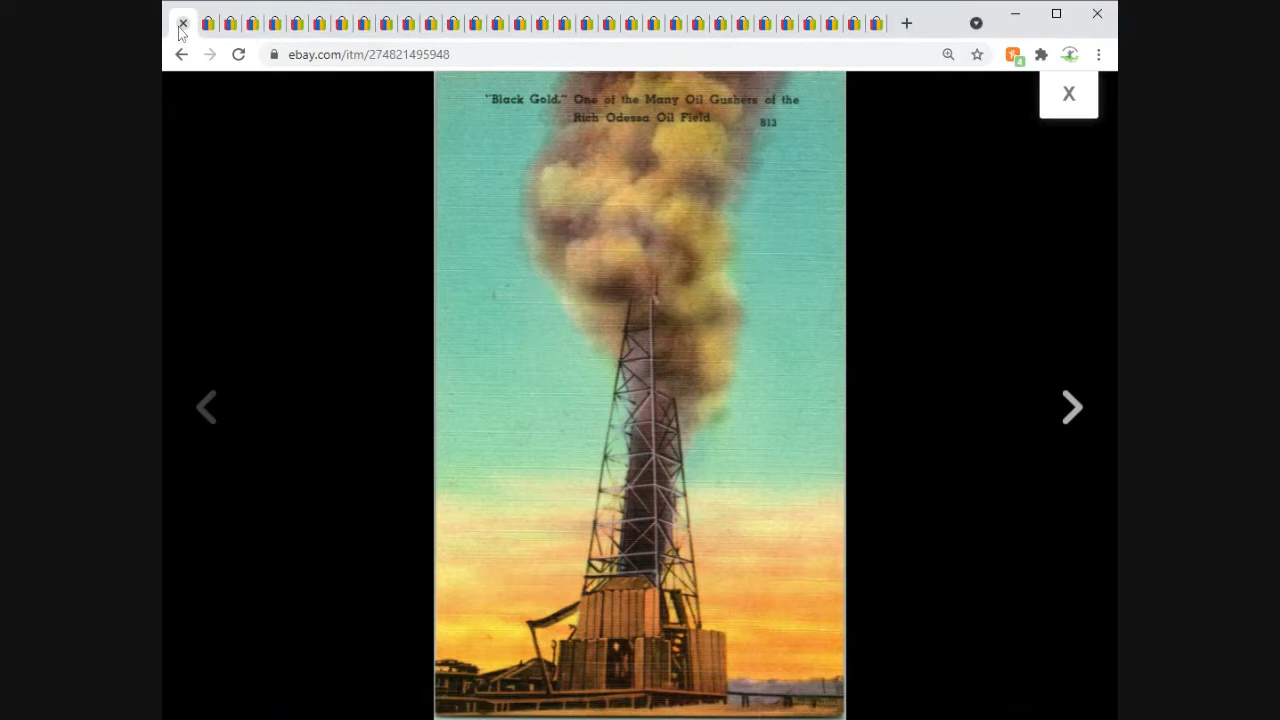 ebay.com/itm/274821495948
4
X
"Black Gold," One of the Many Oil Gushers of the
Rich Odessa Oil Field
B13